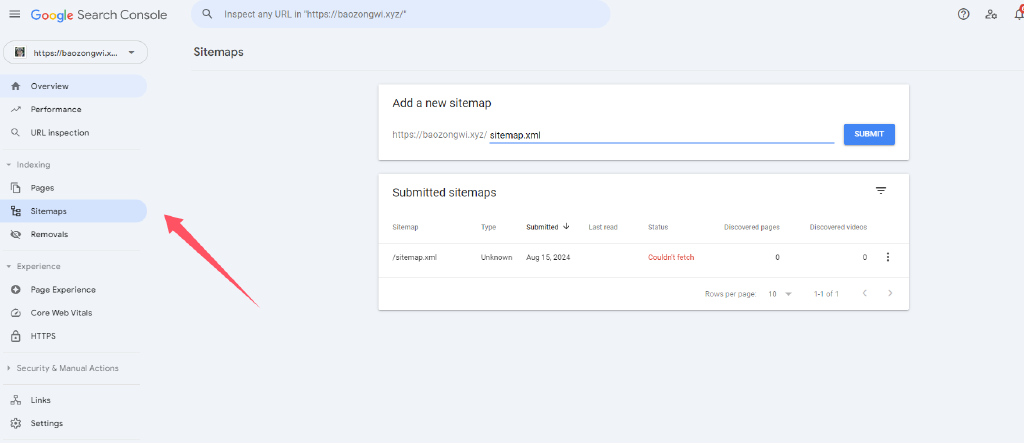 Google Search Console
Inspect any URL in "https://baozongwi.xyz/"
https://baozongwi.x...
Overview
Performance
URL inspection
Indexing
Pages
Sitemaps
Removals
Experience
Page Experience
Core Web Vitals
HTTPS
Security & Manual Actions
Links
Settings
Sitemaps
Add a new sitemap
https://baozongwi.xyz/ sitemap.xml SUBMIT
Submitted sitemaps
Sitemap Type Submitted Last read Status Discovered pages Discovered videos
/sitemap.xml Unknown Aug 15, 2024 Couldn't fetch 0 0
Rows per page: 10 1-1 of 1